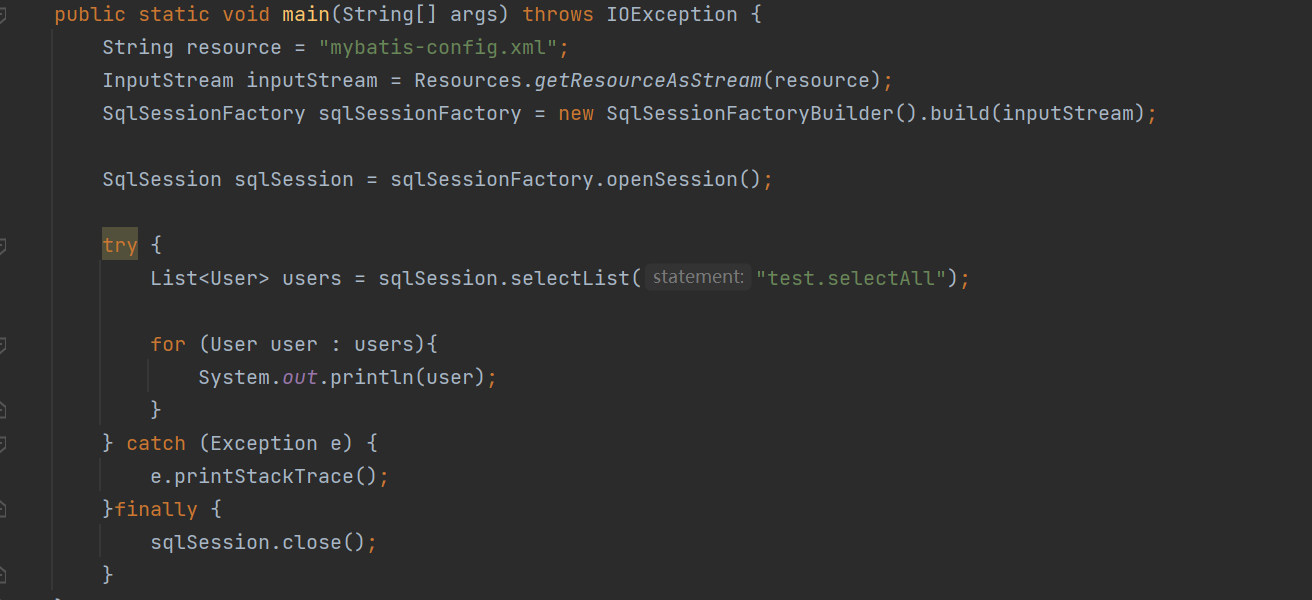 public static void main(String[] args) throws IOException {
String resource = "mybatis-config.xml";
InputStream inputStream = Resources.getResourceAsStream(resource);
SqlSessionFactory sqlSessionFactory = new SqlSessionFactoryBuilder().build(inputStream);
SqlSession sqlSession = sqlSessionFactory.openSession();
try {
List<User> users = sqlSession.selectList( statement: "test.selectAll");
for (User user : users){
System.out.println(user);
}
} catch (Exception e) {
e.printStackTrace();
}finally {
sqlSession.close();
}